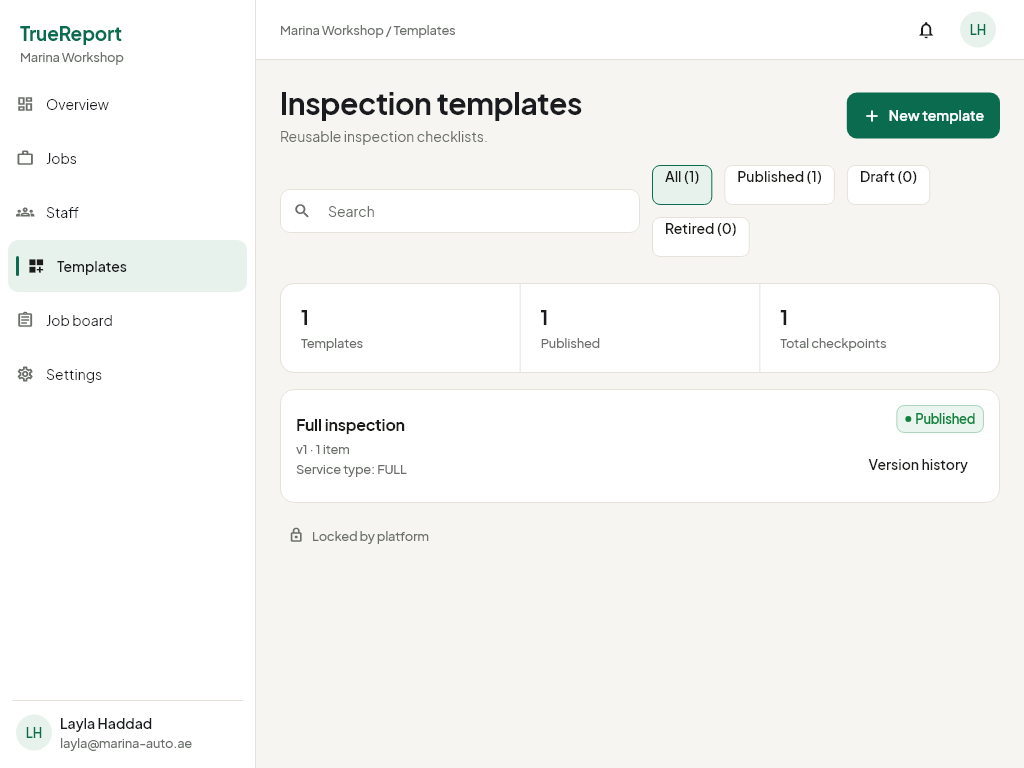 TrueReport
Marina Workshop
Overview
Jobs
Staff
Templates
Job board
Settings
LH
Layla Haddad
layla@marina-auto.ae
Marina Workshop / Templates
LH
Inspection templates
Reusable inspection checklists.
New template
Search
All (1)
Published (1)
Draft (0)
Retired (0)
1
Templates
1
Published
1
Total checkpoints
Full inspection
v1 · 1 item
Service type: FULL
Published
Version history
Locked by platform